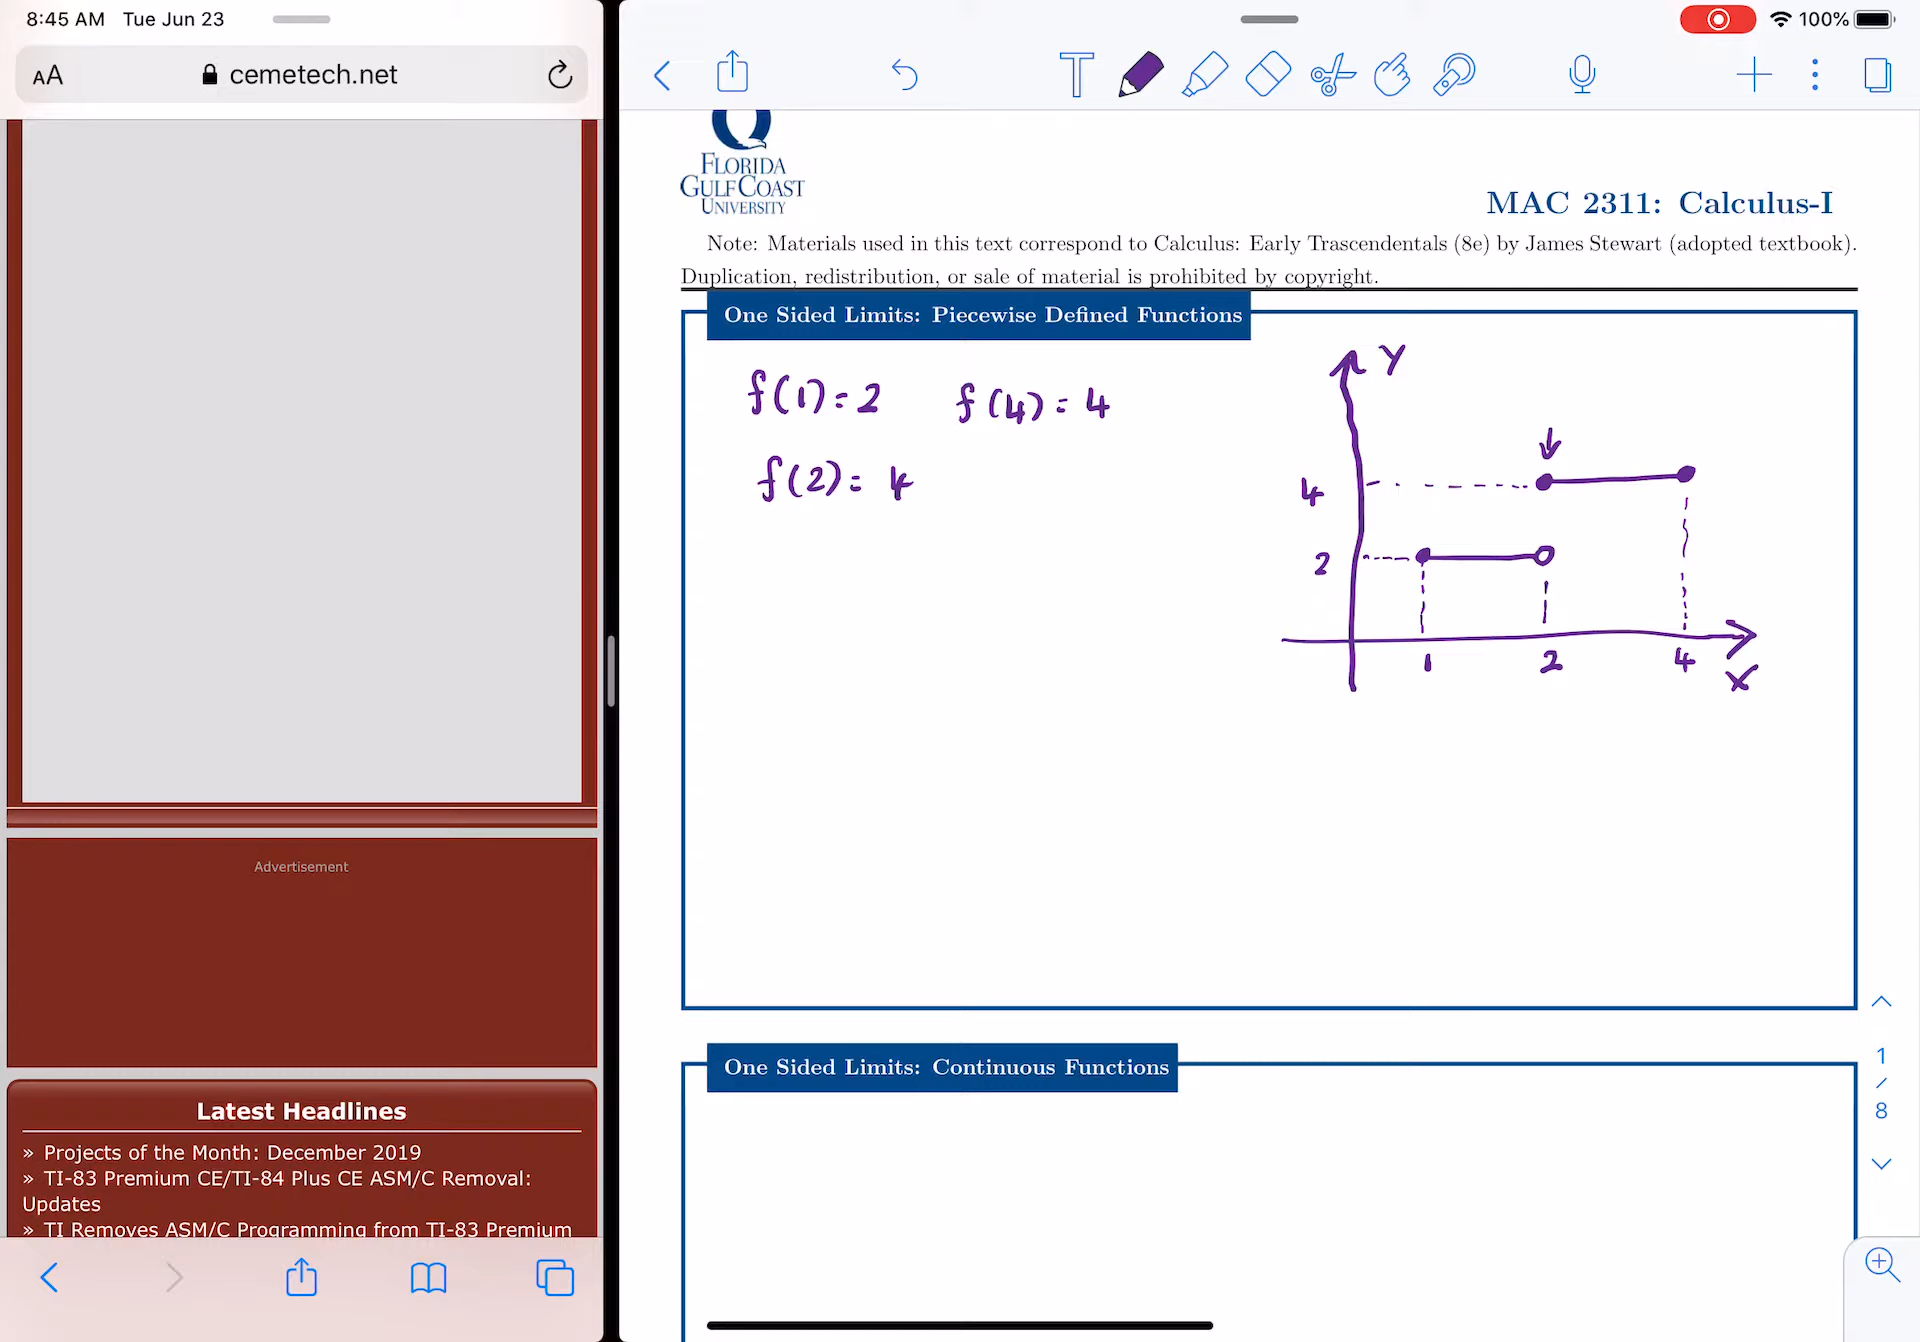 8:45 AM Tue Jun 23
AA cemetech.net
Advertisement
Latest Headlines
» Projects of the Month: December 2019
» TI-83 Premium CE/TI-84 Plus CE ASM/C Removal:
Updates
» TI Removes ASM/C Programming from TI-83 Premium
100%
T
FLORIDA
GULF COAST
UNIVERSITY
MAC 2311: Calculus-I
Note: Materials used in this text correspond to Calculus: Early Trascendentals (8e) by James Stewart (adopted textbook).
Duplication, redistribution, or sale of material is prohibited by copyright.
One Sided Limits: Piecewise Defined Functions
f(1)=2 f(4)=4
f(2)=4
Y
4
2
1 2 4
X
One Sided Limits: Continuous Functions
1
/
8